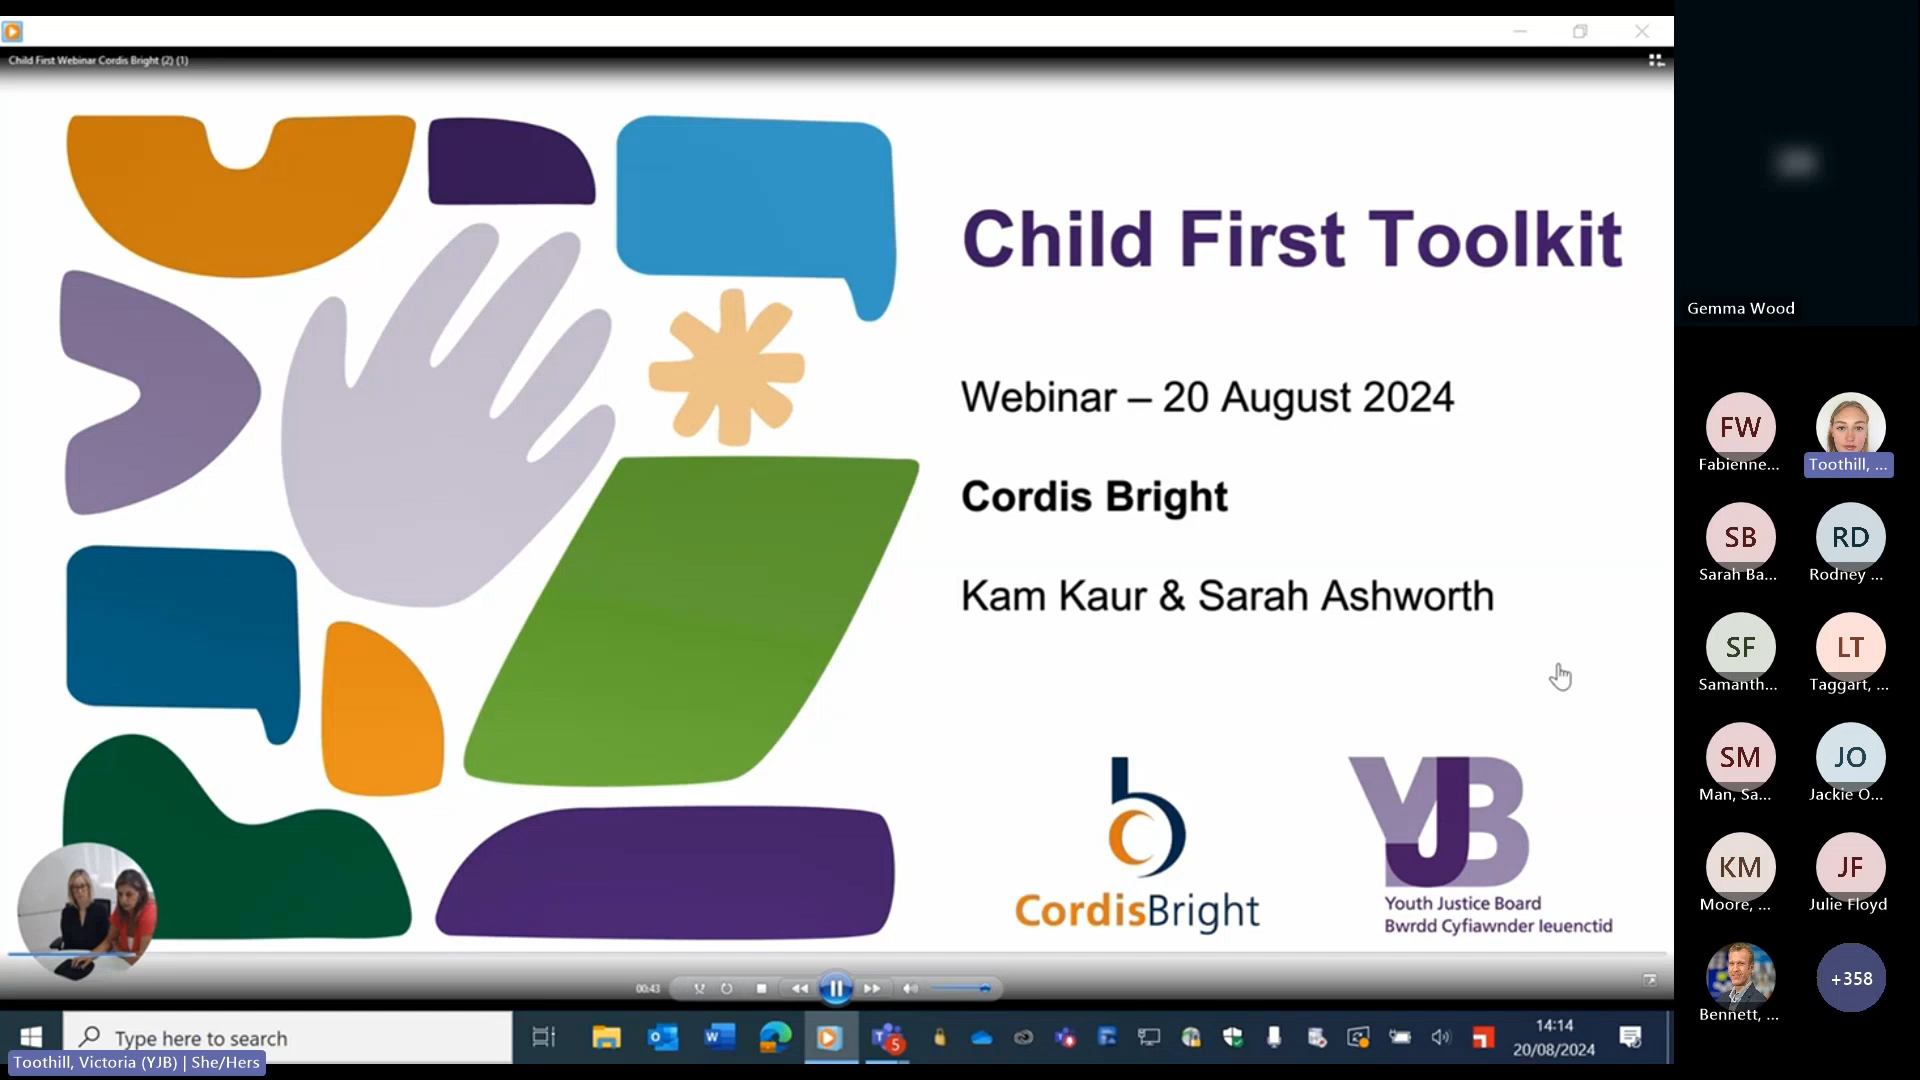 Child First Webinar Cordis Bright (2) (1)
Child First Toolkit
Webinar – 20 August 2024
Cordis Bright
Kam Kaur & Sarah Ashworth
CordisBright
YJB
Youth Justice Board
Bwrdd Cyfiawnder Ieuenctid
00:43
Type here to search
5
14:14
20/08/2024
Toothill, Victoria (YJB) | She/Hers
Gemma Wood
FW
Fabienne...
Toothill, ...
SB
Sarah Ba...
RD
Rodney ...
SF
Samanth...
LT
Taggart, ...
SM
Man, Sa...
JO
Jackie O...
KM
Moore, ...
JF
Julie Floyd
Bennett, ...
+358